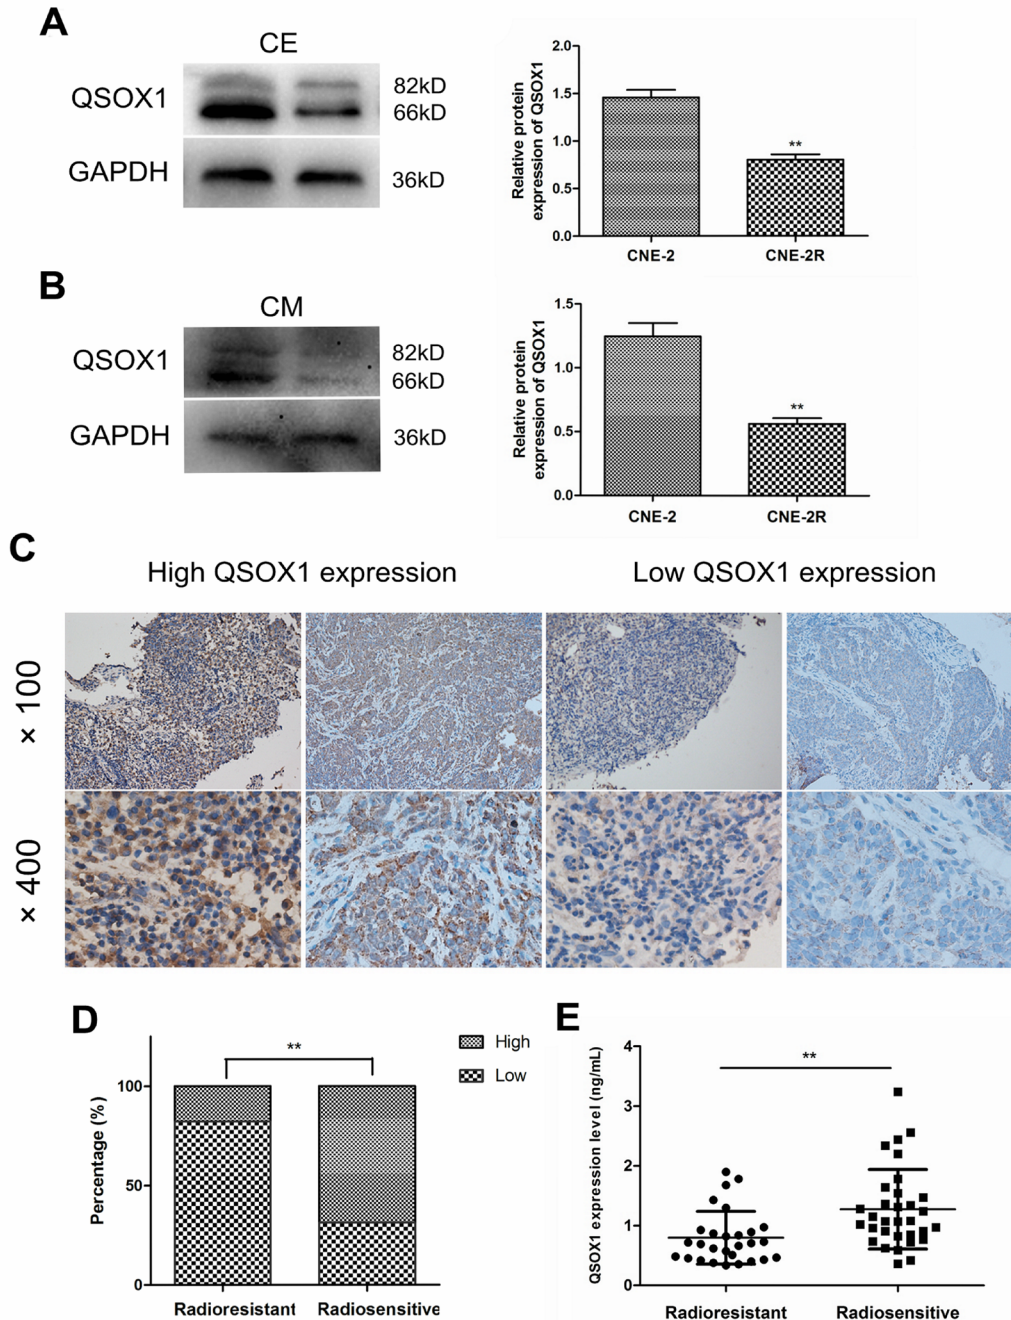 A
CE
QSOX1
82kD
66kD
GAPDH
36kD
Relative protein
expression of QSOX1
2.0
1.5
1.0
0.5
0.0
**
CNE-2
CNE-2R
B
CM
QSOX1
82kD
66kD
GAPDH
36kD
Relative protein
expression of QSOX1
1.5
1.0
0.5
0.0
**
CNE-2
CNE-2R
C
High QSOX1 expression
Low QSOX1 expression
× 100
× 400
D
**
High
Low
Percentage (%)
100
50
0
Radioresistant
Radiosensitive
E
**
QSOX1 expression level (ng/mL)
4
3
2
1
0
Radioresistant
Radiosensitive